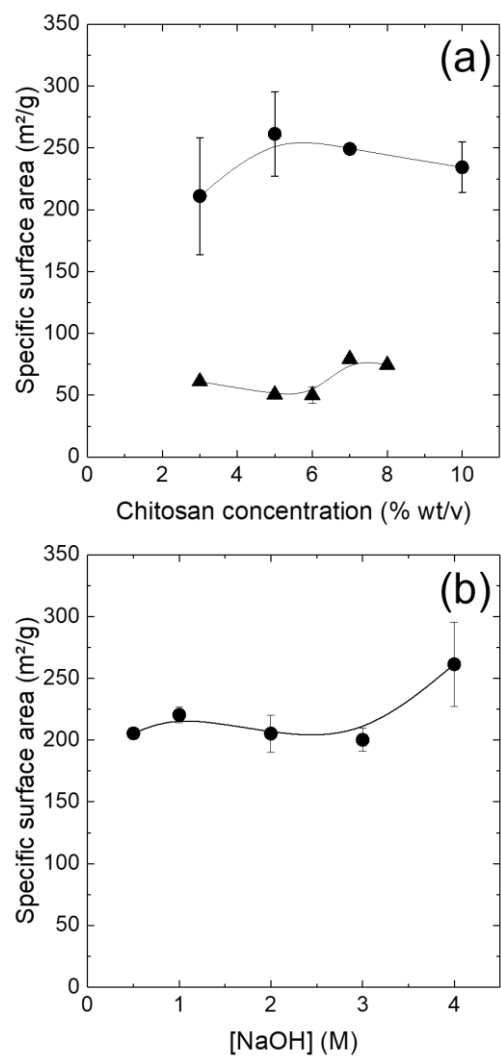 (a)
350
300
250
200
150
100
50
0
Specific surface area (m²/g)
0 2 4 6 8 10
Chitosan concentration (% wt/v)
(b)
350
300
250
200
150
100
50
0
Specific surface area (m²/g)
0 1 2 3 4
[NaOH] (M)